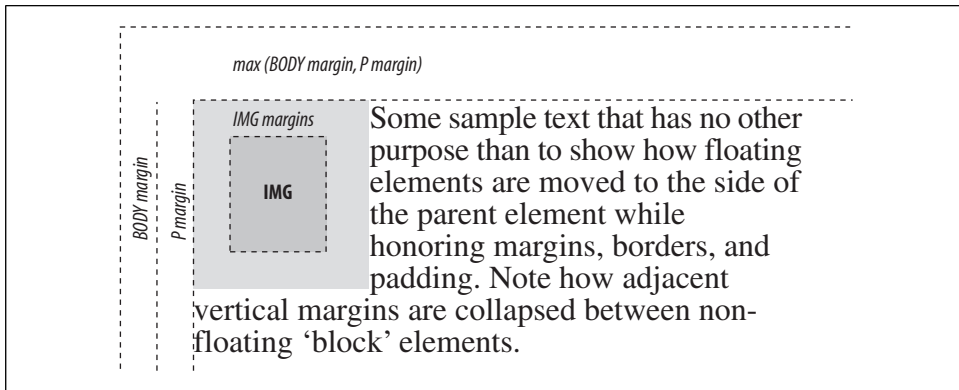 max (BODY margin, P margin)
BODY margin
P margin
IMG margins
IMG
Some sample text that has no other
purpose than to show how floating
elements are moved to the side of
the parent element while
honoring margins, borders, and
padding. Note how adjacent
vertical margins are collapsed between non-
floating ‘block’ elements.